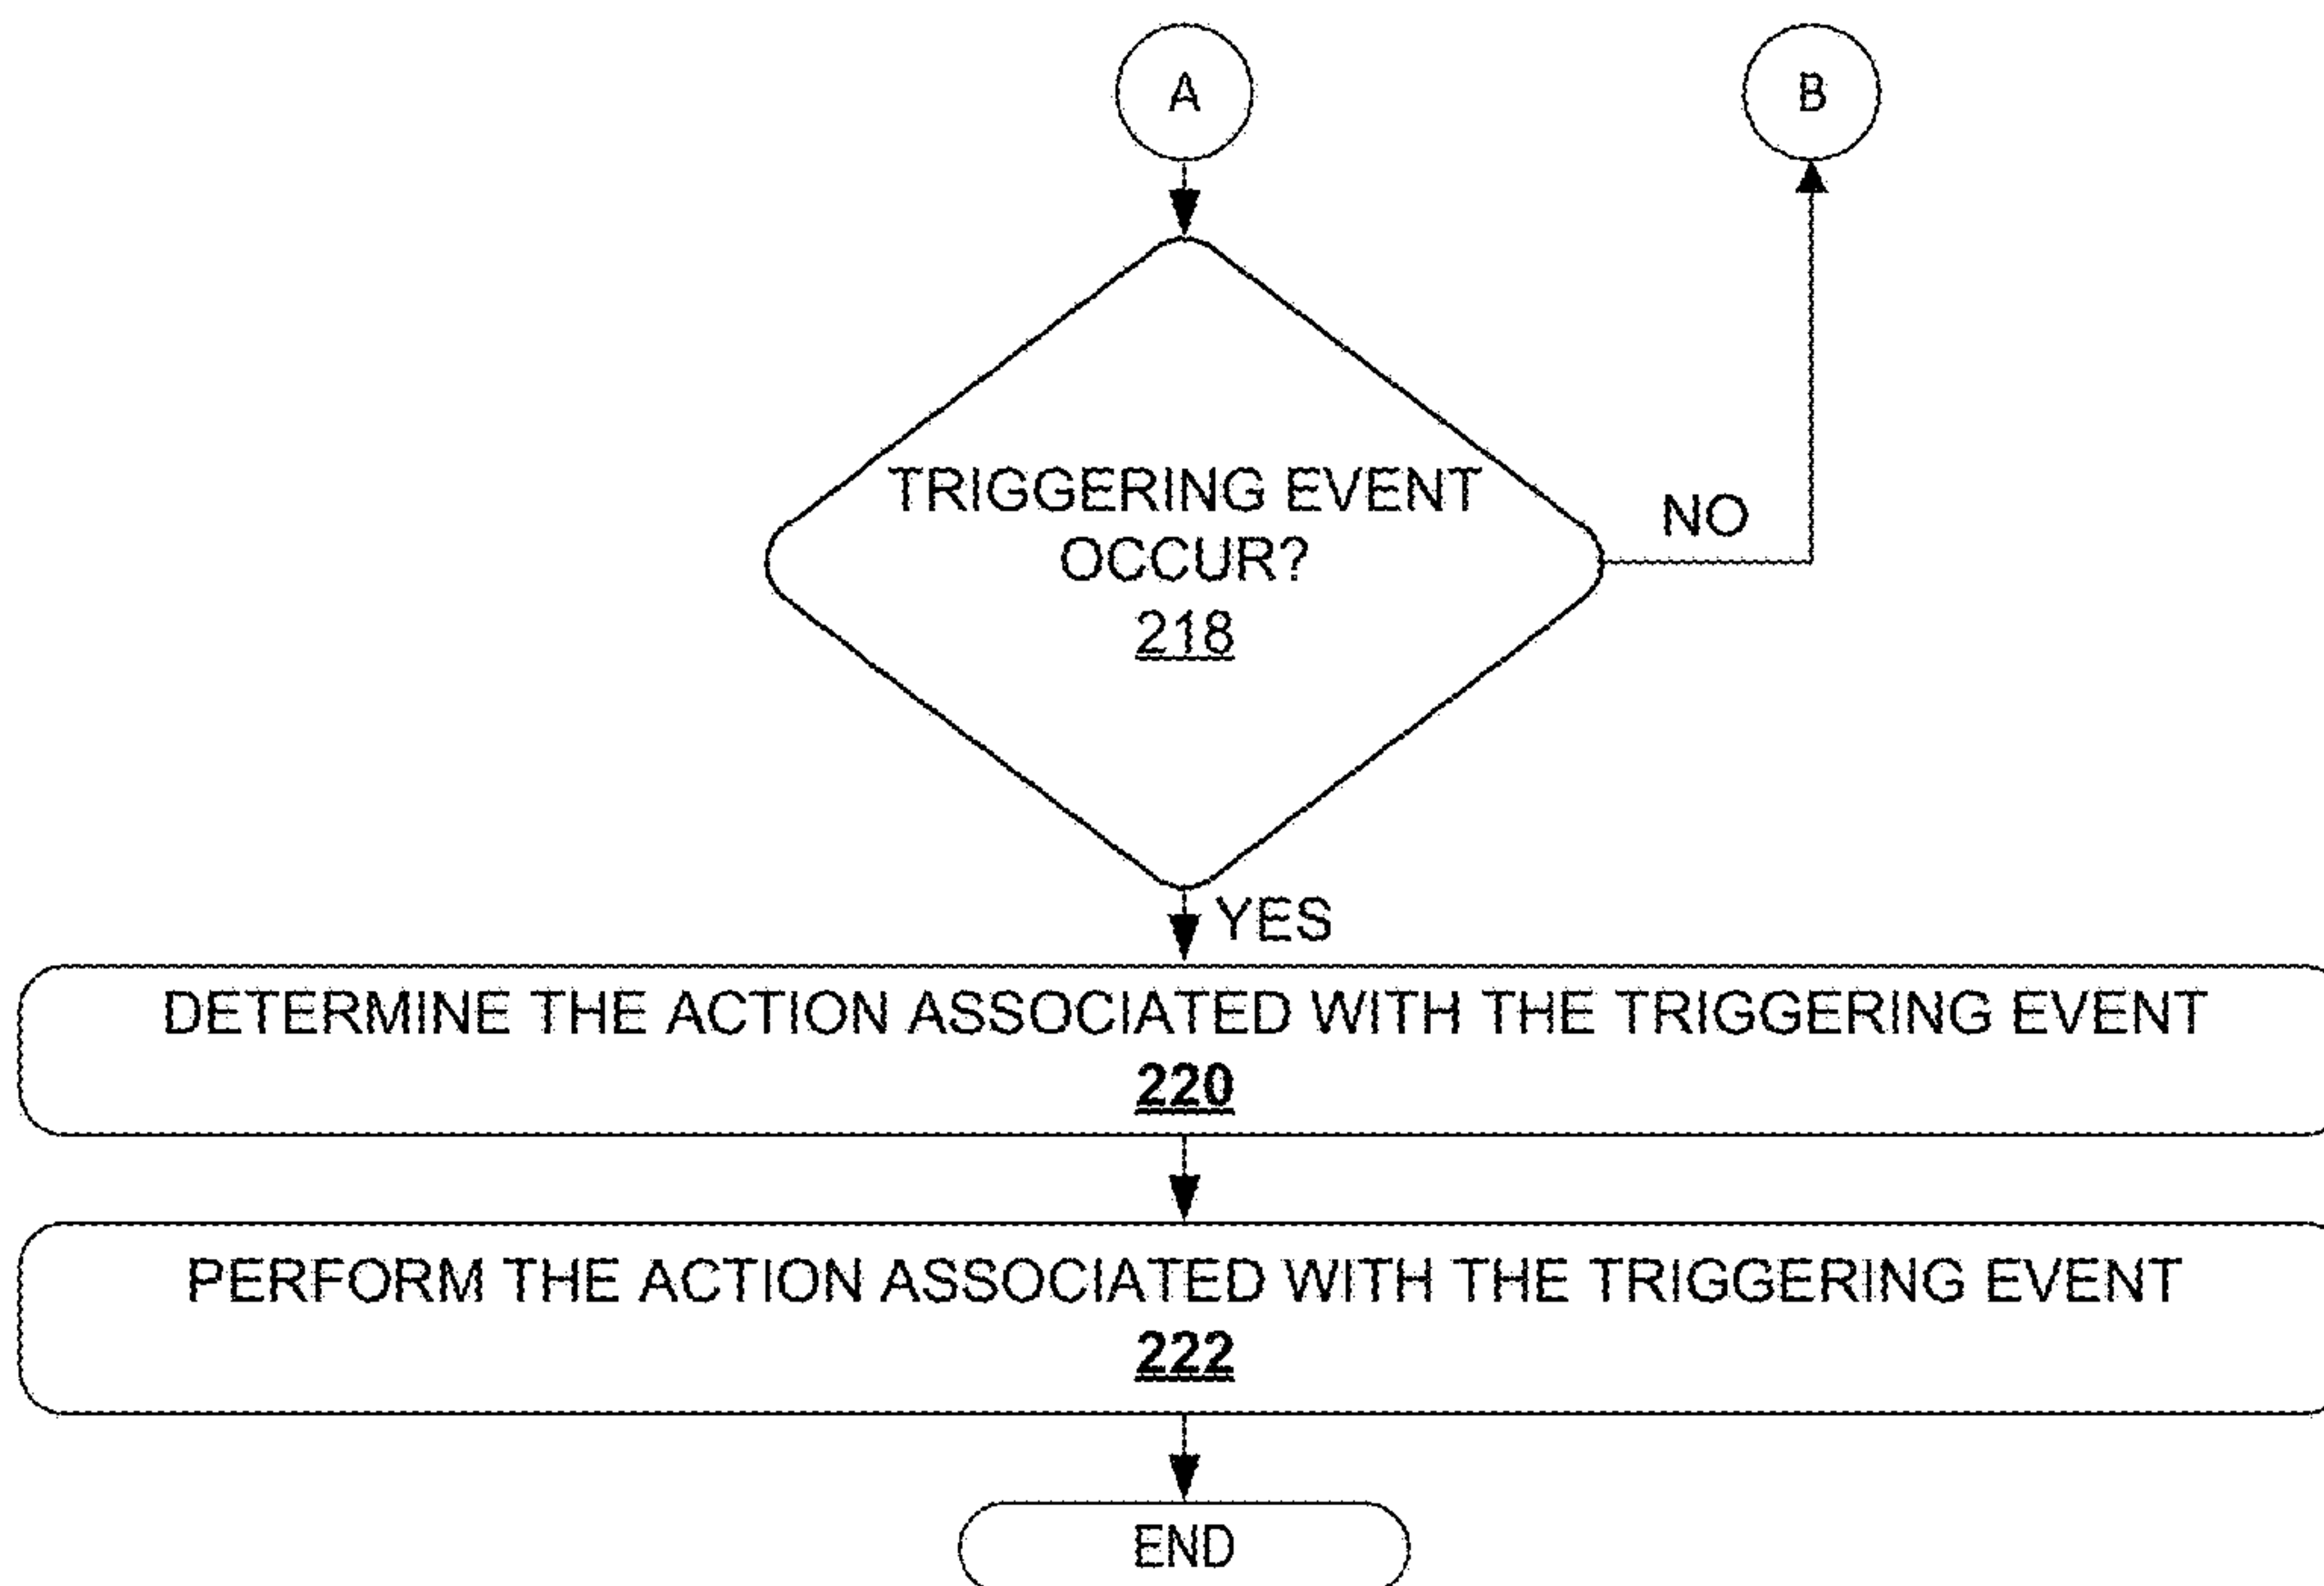 A
B
TRIGGERING EVENT
OCCUR?
218
NO
YES
DETERMINE THE ACTION ASSOCIATED WITH THE TRIGGERING EVENT
220
PERFORM THE ACTION ASSOCIATED WITH THE TRIGGERING EVENT
222
END